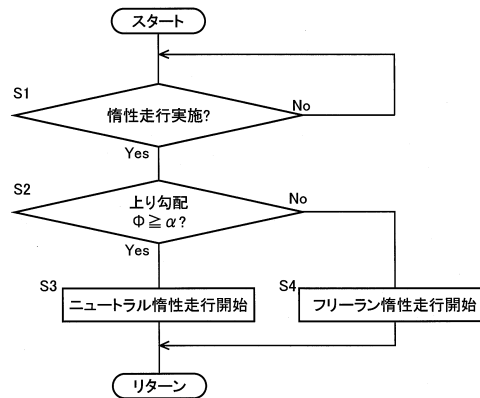 スタート
S1
惰性走行実施?
No
Yes
S2
上り勾配
Φ≧α?
No
Yes
S3
ニュートラル惰性走行開始
S4
フリーラン惰性走行開始
リターン